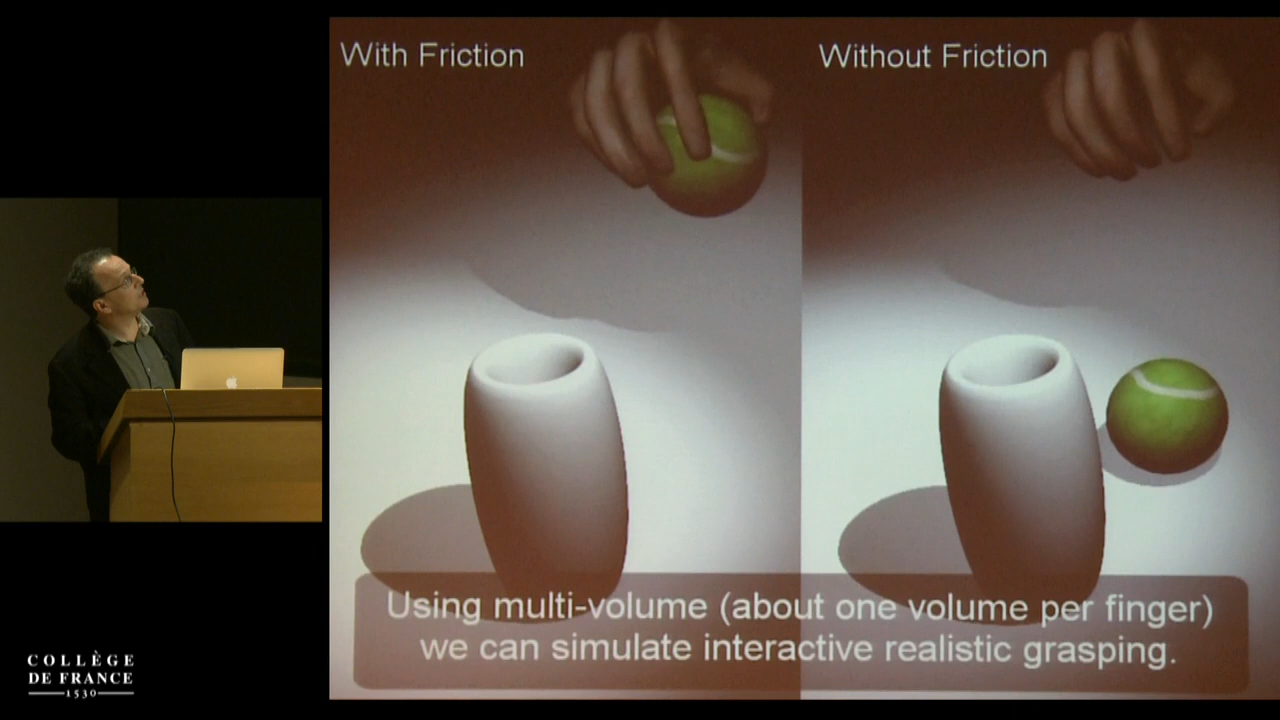 With Friction
Without Friction
Using multi-volume (about one volume per finger)
we can simulate interactive realistic grasping.
COLLÈGE
DE FRANCE
1530